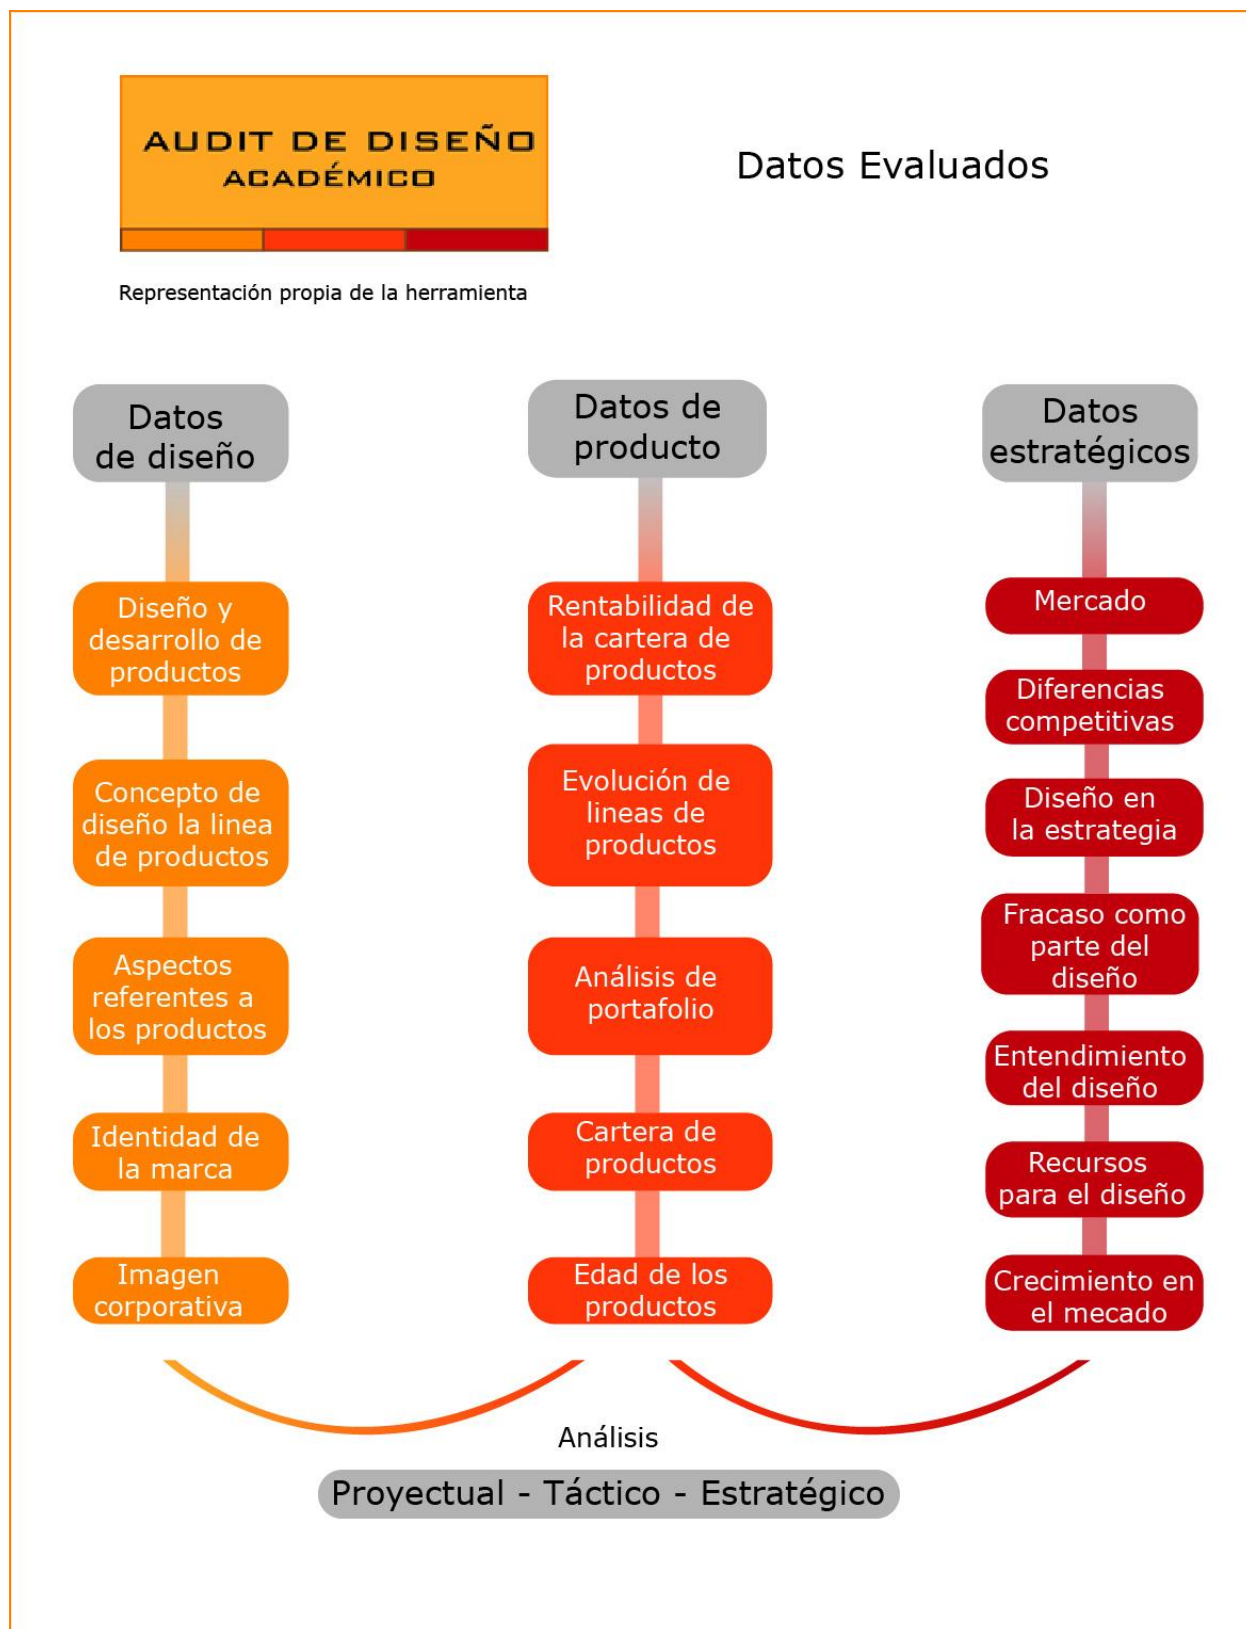 AUDIT DE DISEÑO
ACADÉMICO
Datos Evaluados
Representación propia de la herramienta
Datos
de diseño
Diseño y
desarrollo de
productos
Concepto de
diseño la linea
de productos
Aspectos
referentes a
los productos
Identidad de
la marca
Imagen
corporativa
Datos de
producto
Rentabilidad de
la cartera de
productos
Evolución de
lineas de
productos
Análisis de
portafolio
Cartera de
productos
Edad de los
productos
Datos
estratégicos
Mercado
Diferencias
competitivas
Diseño en
la estrategia
Fracaso como
parte del
diseño
Entendimiento
del diseño
Recursos
para el diseño
Crecimiento en
el mecado
Análisis
Proyectual - Táctico - Estratégico